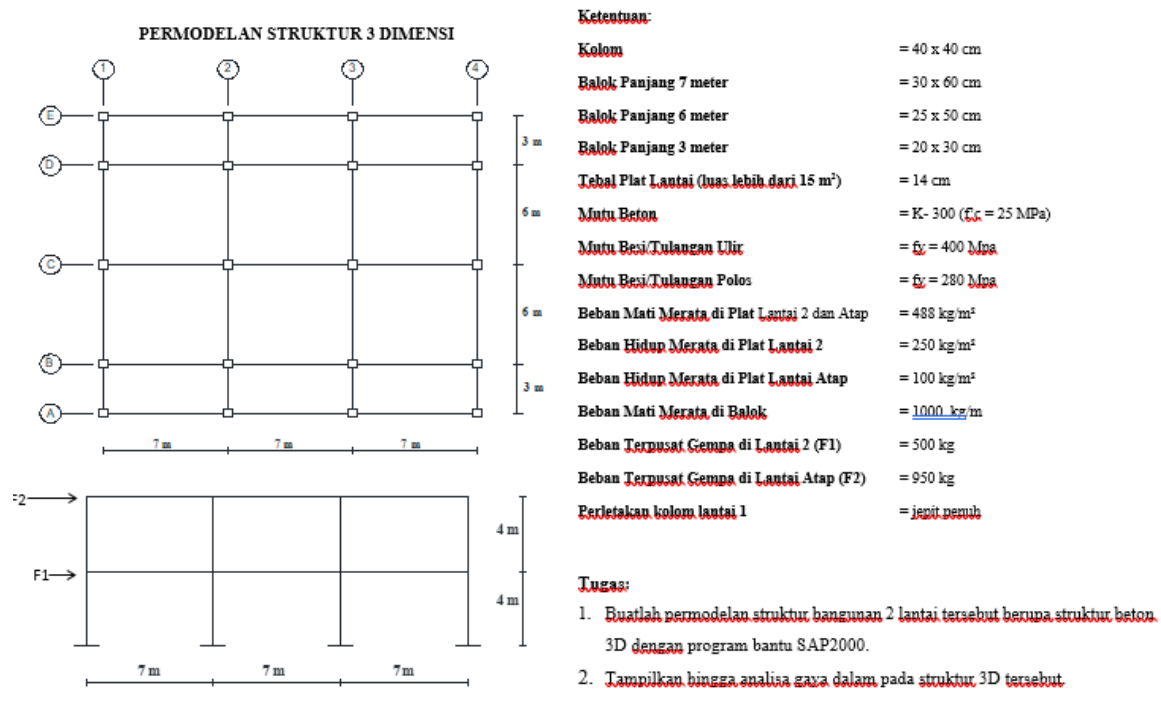 PERMODELAN STRUKTUR 3 DIMENSI
1 2 3 4
E
D
C
B
A
3 m
6 m
6 m
3 m
7 m 7 m 7 m
F2
F1
4 m
4 m
7 m 7 m 7 m
Ketentuan:
Kolom = 40 x 40 cm
Balok Panjang 7 meter = 30 x 60 cm
Balok Panjang 6 meter = 25 x 50 cm
Balok Panjang 3 meter = 20 x 30 cm
Tebal Plat Lantai (luas lebih dari 15 m²) = 14 cm
Mutu Beton = K- 300 (f'c = 25 MPa)
Mutu Besi/Tulangan Ulir = fy = 400 Mpa
Mutu Besi/Tulangan Polos = fy = 280 Mpa
Beban Mati Merata di Plat Lantai 2 dan Atap = 488 kg/m²
Beban Hidup Merata di Plat Lantai 2 = 250 kg/m²
Beban Hidup Merata di Plat Lantai Atap = 100 kg/m²
Beban Mati Merata di Balok = 1000 kg/m
Beban Terpusat Gempa di Lantai 2 (F1) = 500 kg
Beban Terpusat Gempa di Lantai Atap (F2) = 950 kg
Perletakan kolom lantai 1 = jepit penuh
Tugas:
1. Buatlah permodelan struktur bangunan 2 lantai tersebut berupa struktur beton
3D dengan program bantu SAP2000.
2. Tampilkan hingga analisa gaya dalam pada struktur 3D tersebut.